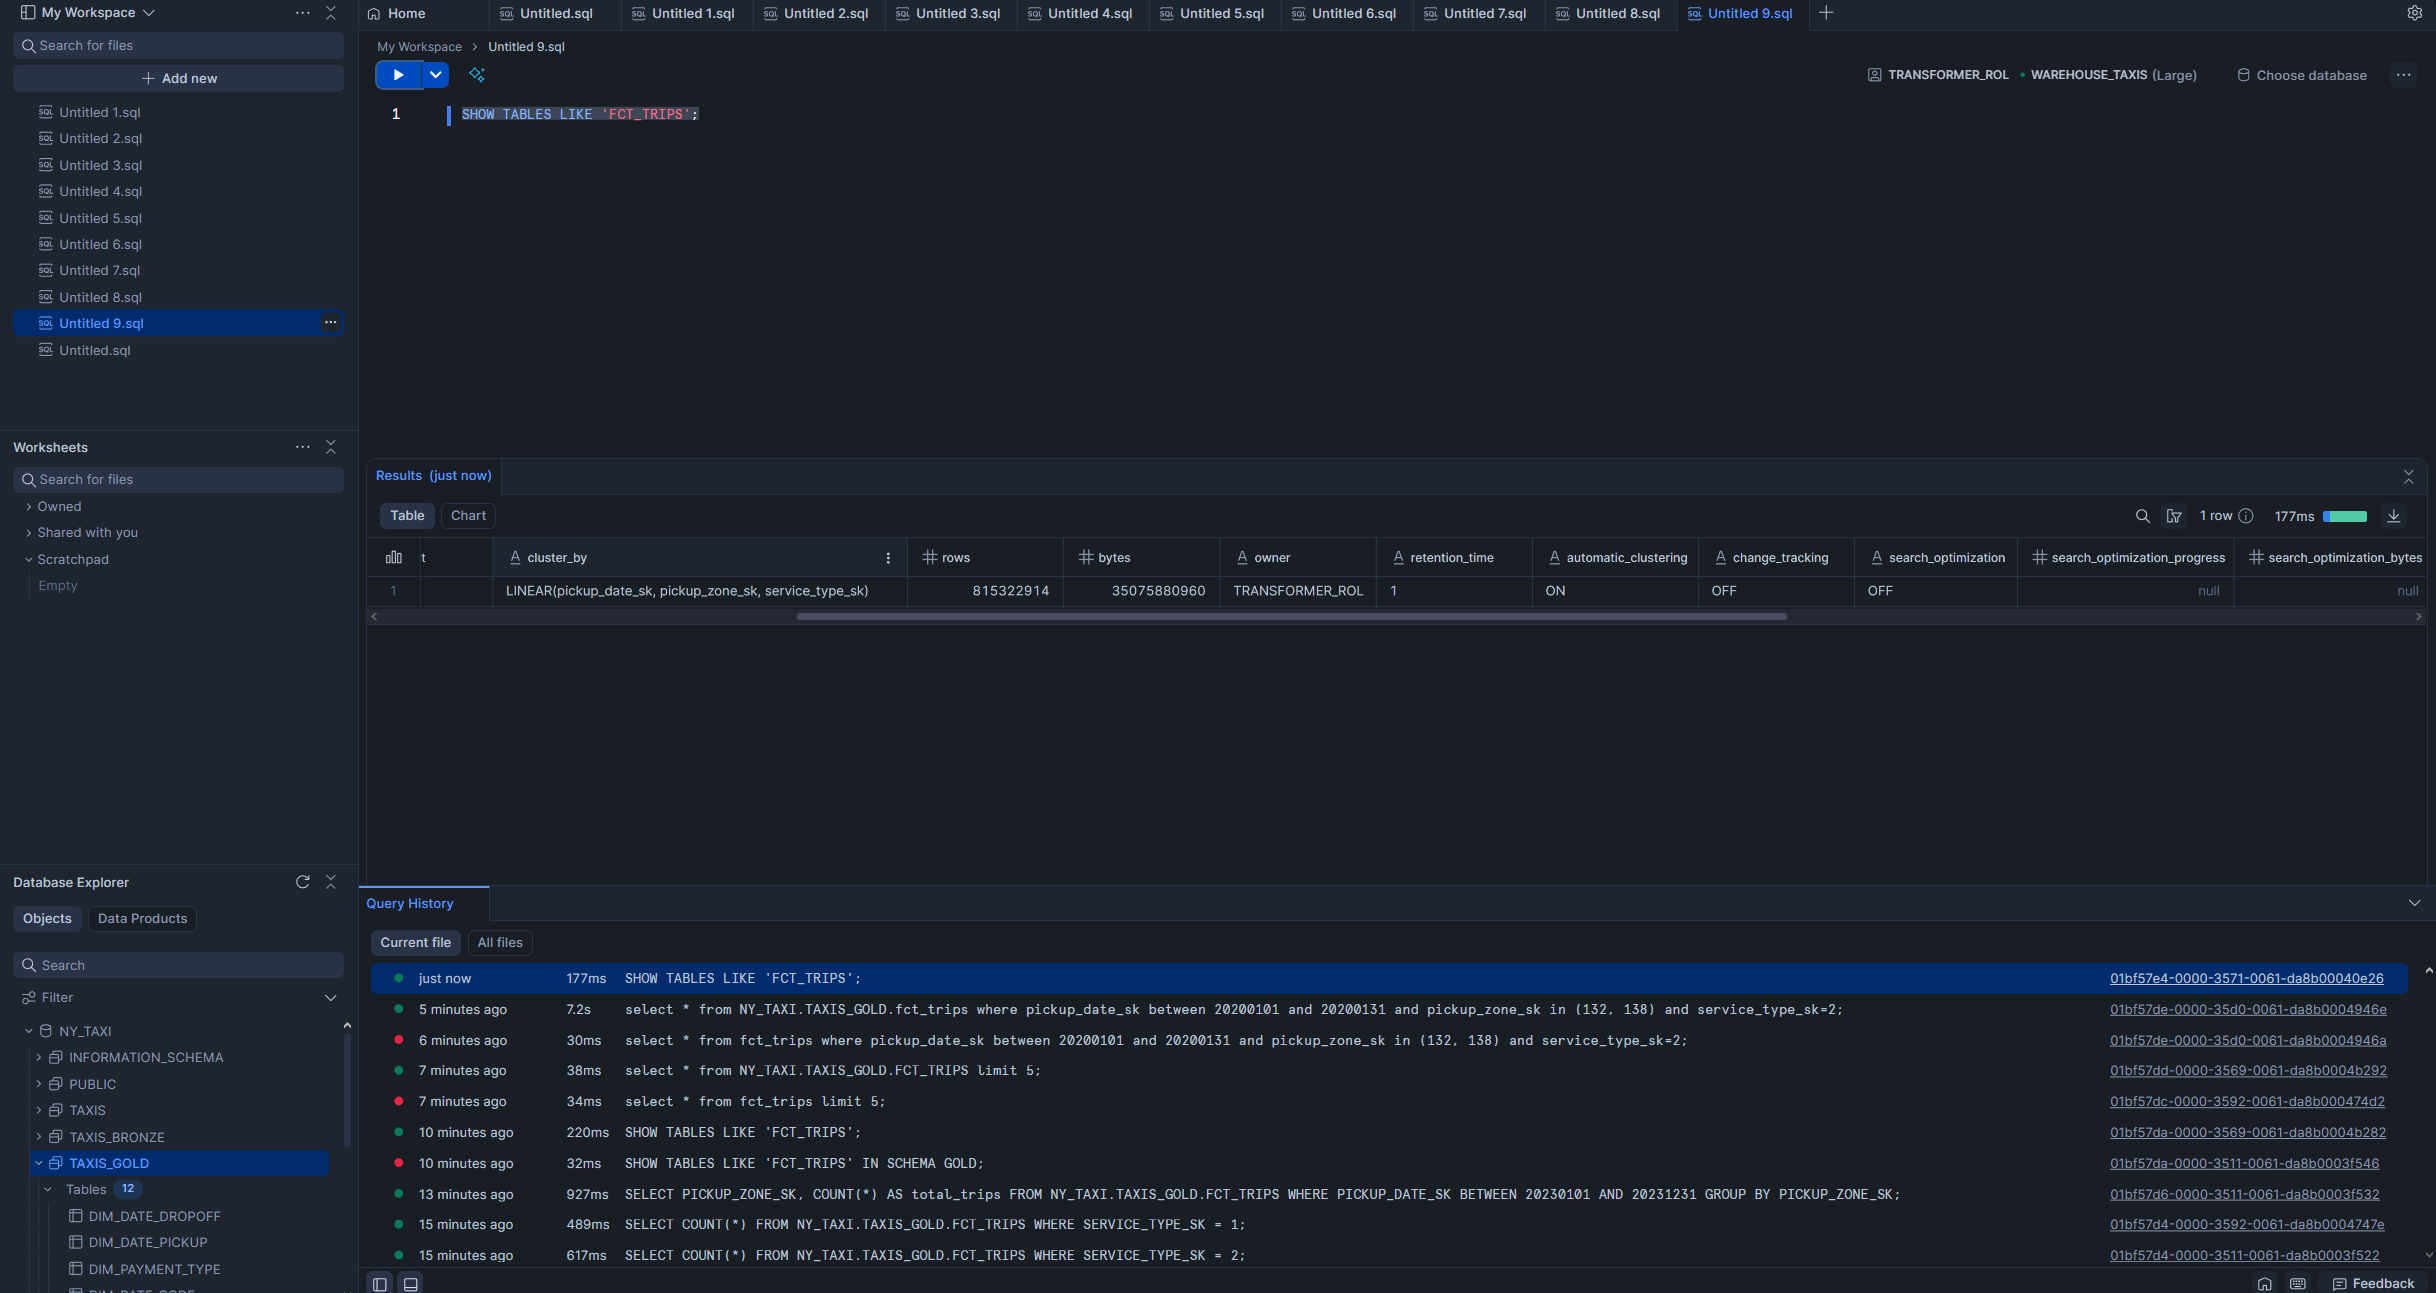 My Workspace
Search for files
Add new
Untitled 1.sql
Untitled 2.sql
Untitled 3.sql
Untitled 4.sql
Untitled 5.sql
Untitled 6.sql
Untitled 7.sql
Untitled 8.sql
Untitled 9.sql
Untitled.sql
Worksheets
Search for files
Owned
Shared with you
Scratchpad
Empty
Database Explorer
Objects Data Products
Search
Filter
NY_TAXI
INFORMATION_SCHEMA
PUBLIC
TAXIS
TAXIS_BRONZE
TAXIS_GOLD
Tables 12
DIM_DATE_DROPOFF
DIM_DATE_PICKUP
DIM_PAYMENT_TYPE
Home Untitled.sql Untitled 1.sql Untitled 2.sql Untitled 3.sql Untitled 4.sql Untitled 5.sql Untitled 6.sql Untitled 7.sql Untitled 8.sql Untitled 9.sql
My Workspace > Untitled 9.sql
TRANSFORMER_ROL WAREHOUSE_TAXIS (Large) Choose database
1 SHOW TABLES LIKE 'FCT_TRIPS';
Results (just now)
Table Chart 1 row 177ms
t cluster_by rows bytes owner retention_time automatic_clustering change_tracking search_optimization search_optimization_progress search_optimization_bytes
1 LINEAR(pickup_date_sk, pickup_zone_sk, service_type_sk) 815322914 35075880960 TRANSFORMER_ROL 1 ON OFF OFF null null
Query History
Current file All files
just now 177ms SHOW TABLES LIKE 'FCT_TRIPS'; 01bf57e4-0000-3571-0061-da8b00040e26
5 minutes ago 7.2s select * from NY_TAXI.TAXIS_GOLD.fct_trips where pickup_date_sk between 20200101 and 20200131 and pickup_zone_sk in (132, 138) and service_type_sk=2; 01bf57de-0000-35d0-0061-da8b0004946e
6 minutes ago 30ms select * from fct_trips where pickup_date_sk between 20200101 and 20200131 and pickup_zone_sk in (132, 138) and service_type_sk=2; 01bf57de-0000-35d0-0061-da8b0004946a
7 minutes ago 38ms select * from NY_TAXI.TAXIS_GOLD.FCT_TRIPS limit 5; 01bf57dd-0000-3569-0061-da8b0004b292
7 minutes ago 34ms select * from fct_trips limit 5; 01bf57dc-0000-3592-0061-da8b000474d2
10 minutes ago 220ms SHOW TABLES LIKE 'FCT_TRIPS'; 01bf57da-0000-3569-0061-da8b0004b282
10 minutes ago 32ms SHOW TABLES LIKE 'FCT_TRIPS' IN SCHEMA GOLD; 01bf57da-0000-3511-0061-da8b0003f546
13 minutes ago 927ms SELECT PICKUP_ZONE_SK, COUNT(*) AS total_trips FROM NY_TAXI.TAXIS_GOLD.FCT_TRIPS WHERE PICKUP_DATE_SK BETWEEN 20230101 AND 20231231 GROUP BY PICKUP_ZONE_SK; 01bf57d6-0000-3511-0061-da8b0003f532
15 minutes ago 489ms SELECT COUNT(*) FROM NY_TAXI.TAXIS_GOLD.FCT_TRIPS WHERE SERVICE_TYPE_SK = 1; 01bf57d4-0000-3592-0061-da8b0004747e
15 minutes ago 617ms SELECT COUNT(*) FROM NY_TAXI.TAXIS_GOLD.FCT_TRIPS WHERE SERVICE_TYPE_SK = 2; 01bf57d4-0000-3511-0061-da8b0003f522
Feedback